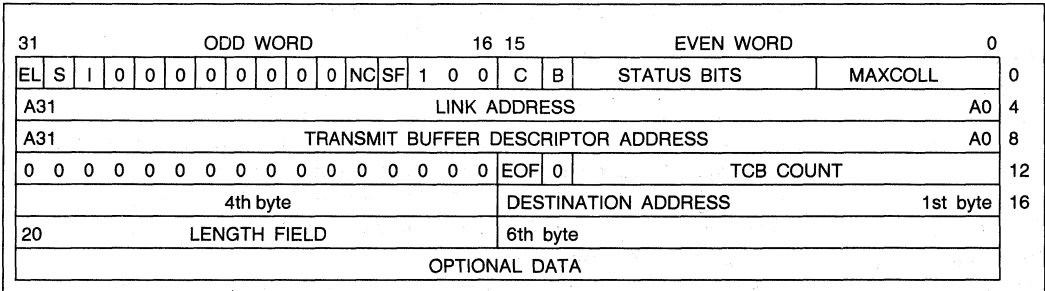 31 ODD WORD 16 15 EVEN WORD 0
EL S I 0 0 0 0 0 0 0 0 NC SF 1 0 0 C B STATUS BITS MAXCOLL 0
A31 LINK ADDRESS A0 4
A31 TRANSMIT BUFFER DESCRIPTOR ADDRESS A0 8
0 0 0 0 0 0 0 0 0 0 0 0 0 0 0 0 EOF 0 TCB COUNT 12
4th byte DESTINATION ADDRESS 1st byte 16
20 LENGTH FIELD 6th byte
OPTIONAL DATA